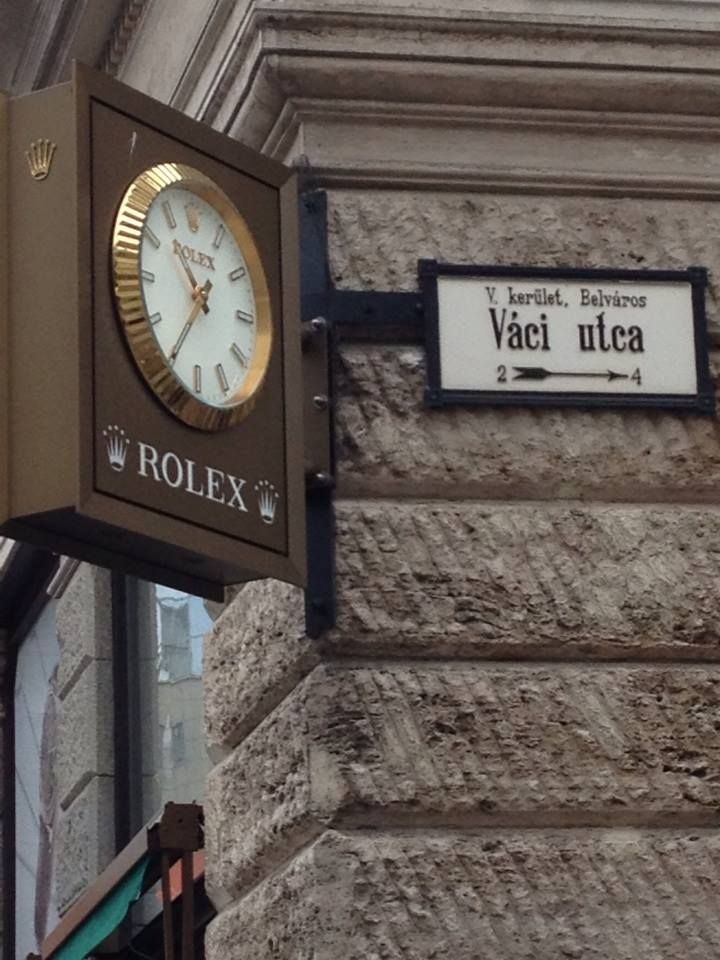 ROLEX
ROLEX
V. kerület, Belváros
Váci utca
2 4